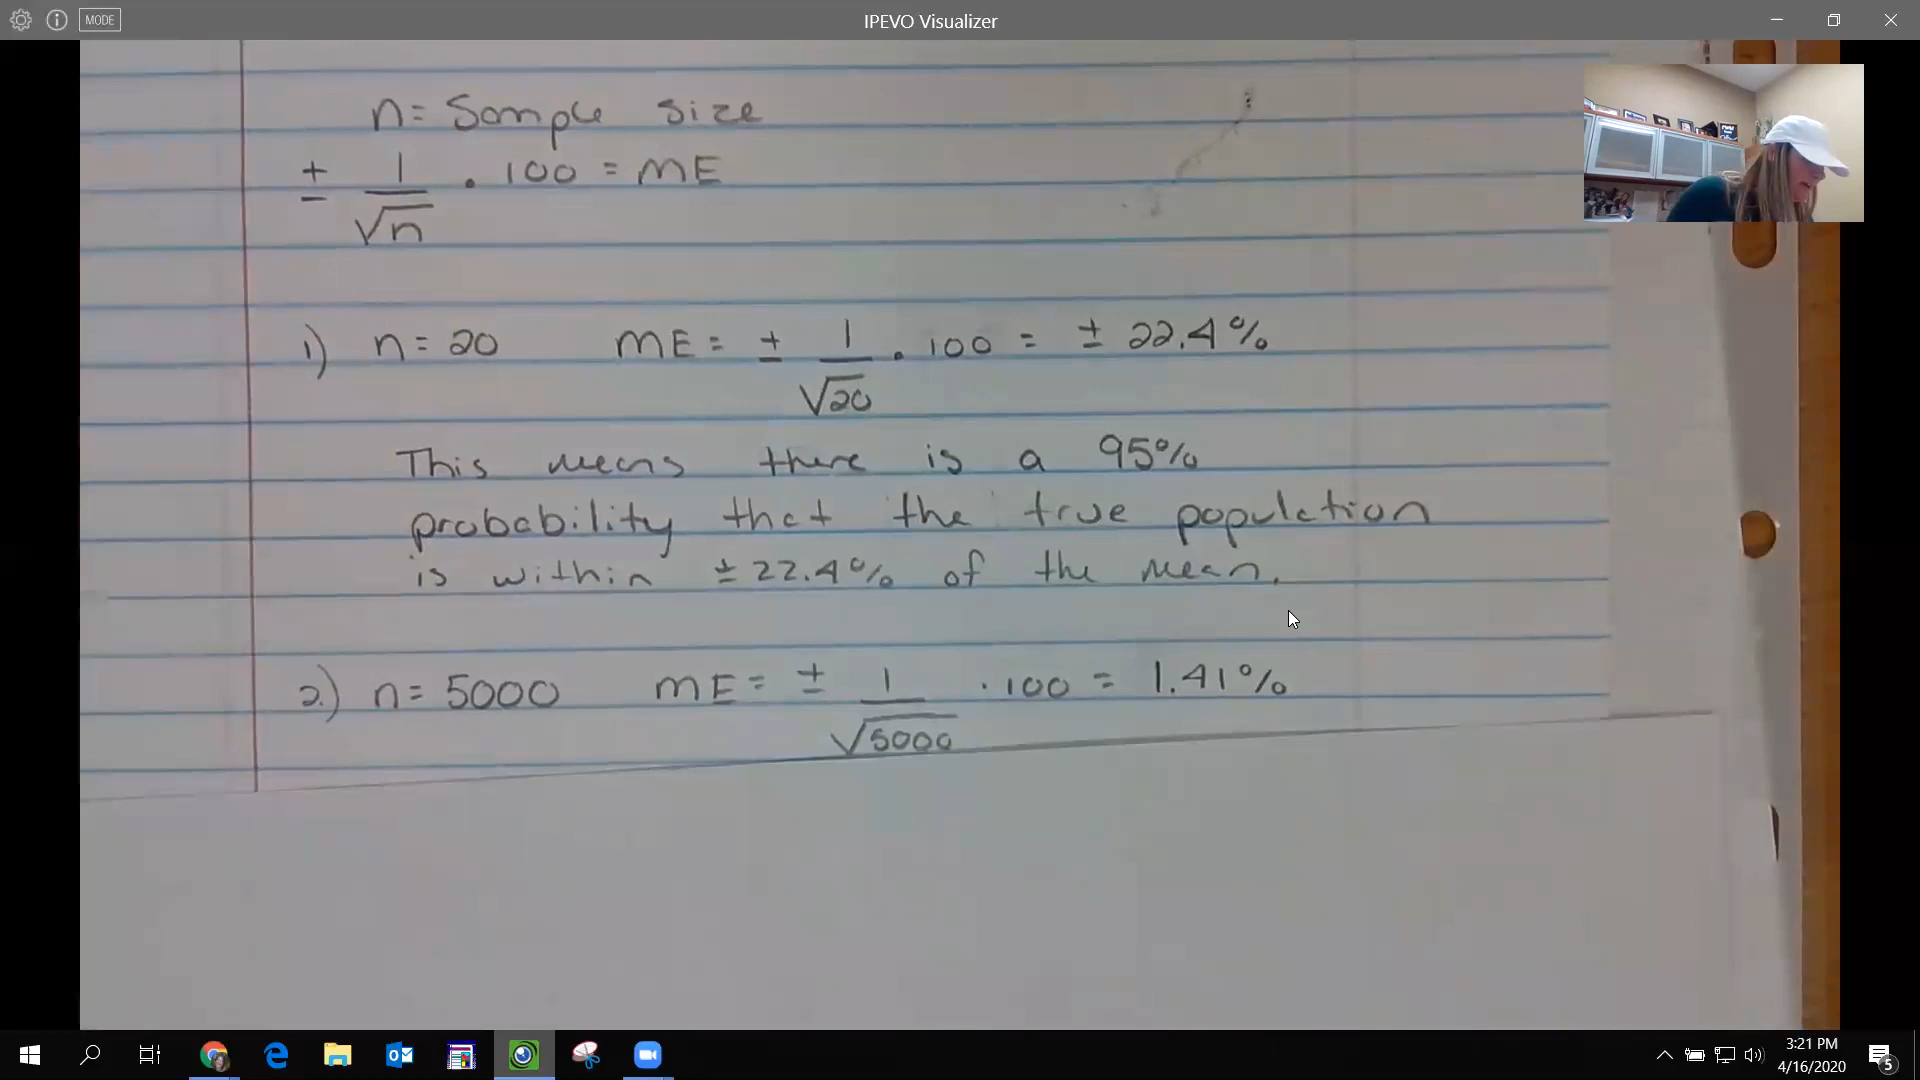 MODE
IPEVO Visualizer
n = Sample size
± 1/√n · 100 = ME
1) n = 20 ME = ± 1/√20 · 100 = ± 22.4%
This means there is a 95%
probability that the true population
is within ± 22.4% of the mean.
2.) n = 5000 ME = ± 1/√5000 · 100 = 1.41%
3:21 PM
4/16/2020
5